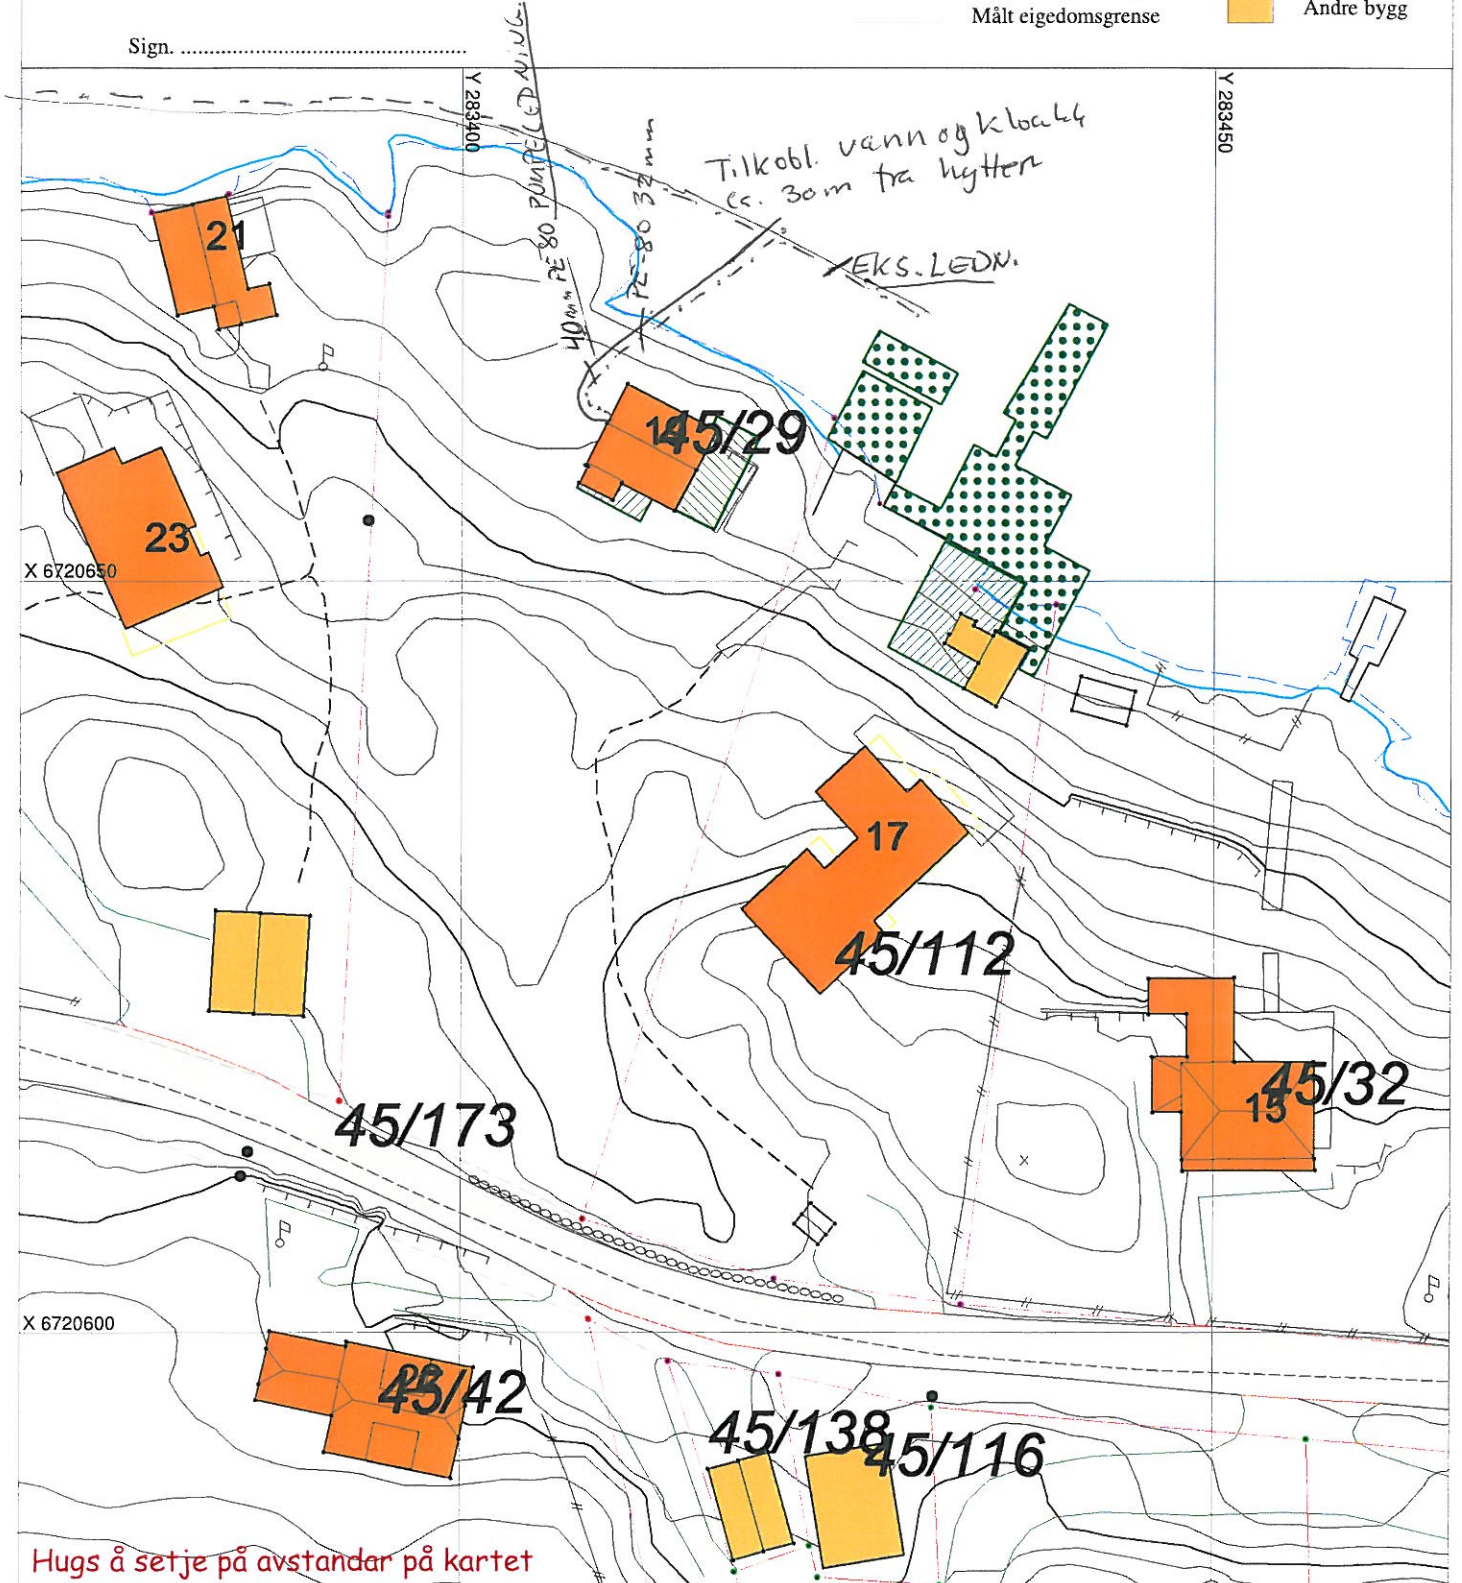 Målt eigedomsgrense
Andre bygg
Sign. ................................................
Y 283400
Y 283450
40mm PE 80 PUMPELEDNING.
PE-80 32mm
Tilkobl. vann og kloakk
ca. 30m fra hytten
EKS. LEDN.
21
45/29
23
X 6720650
17
45/112
45/32
15
45/173
X 6720600
45/42
45/138
45/116
Hugs å setje på avstandar på kartet